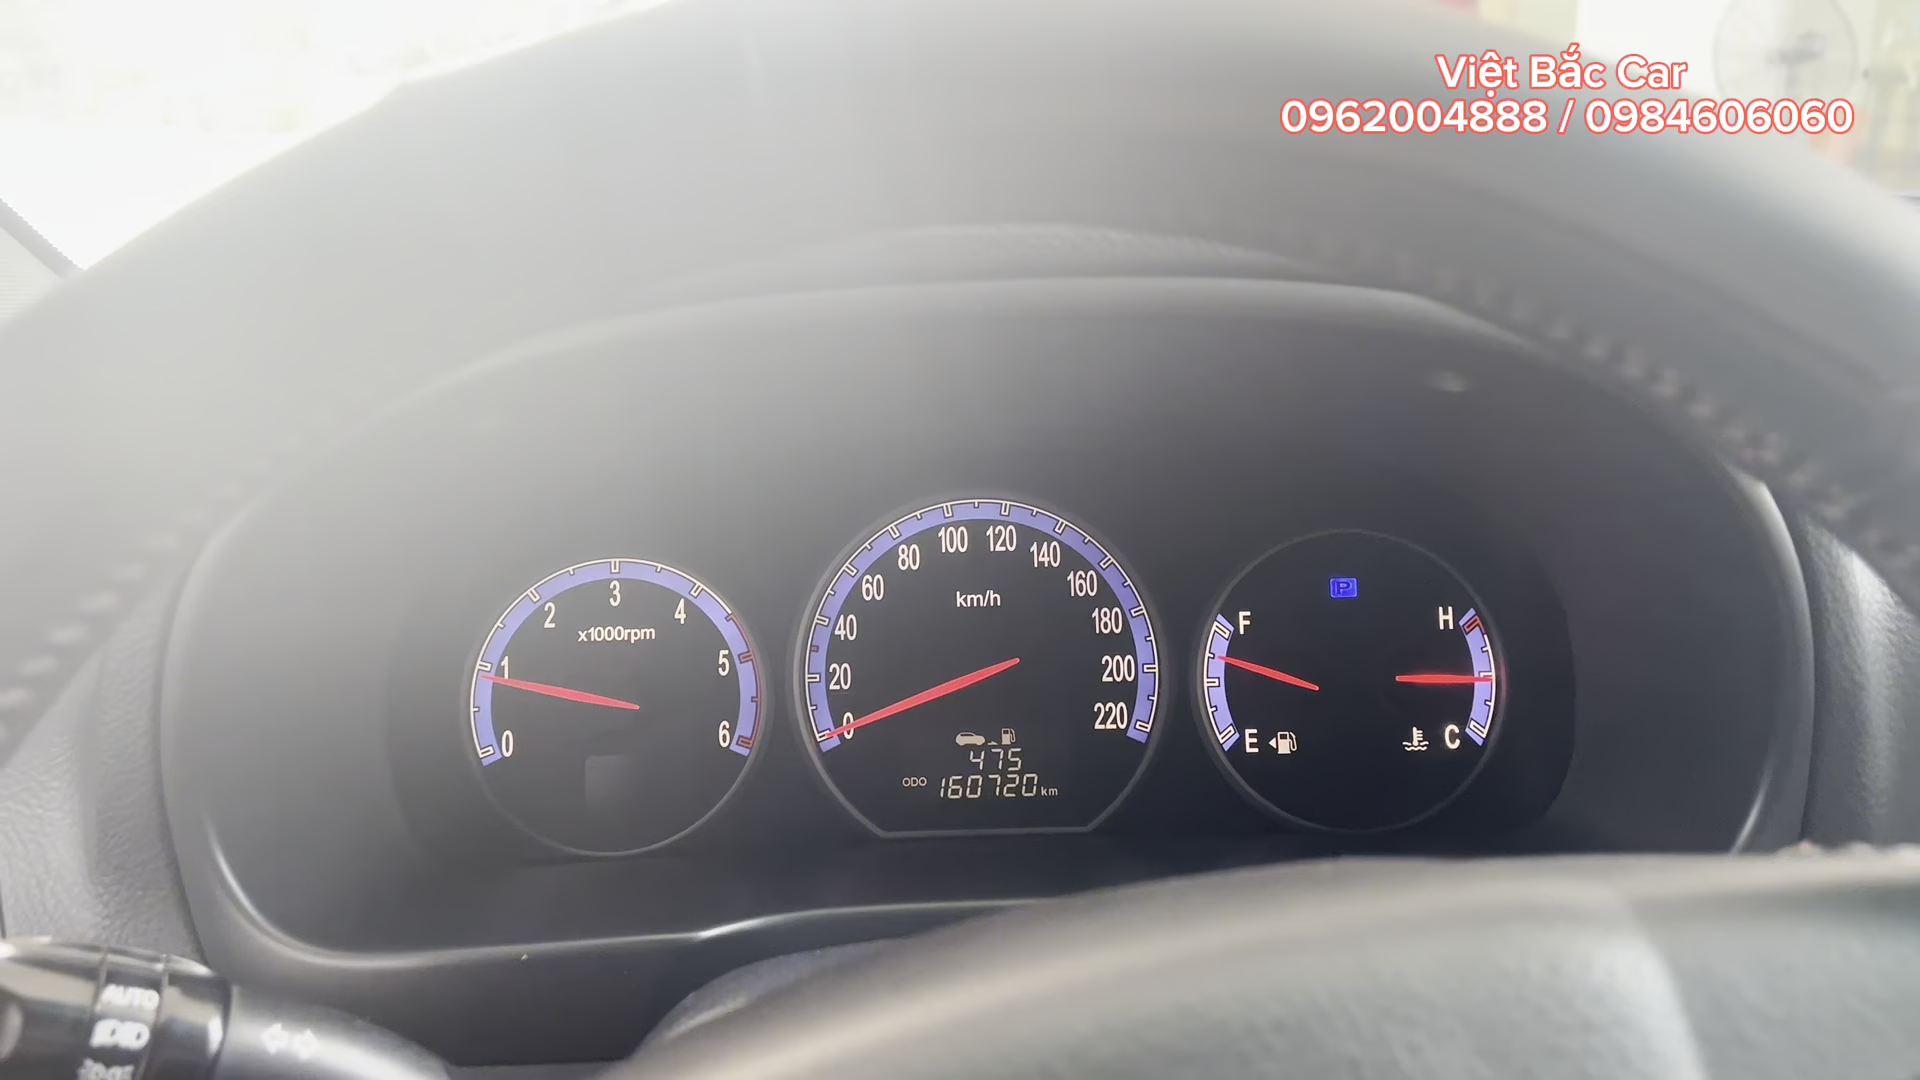 Việt Bắc Car
0962004888 / 0984606060
100 120
80 140
60 160
km/h
40 180
20 200
0 220
475
ODO 160720 km
3
2 4
x1000rpm
1 5
0 6
P
F H
E C
AUTO